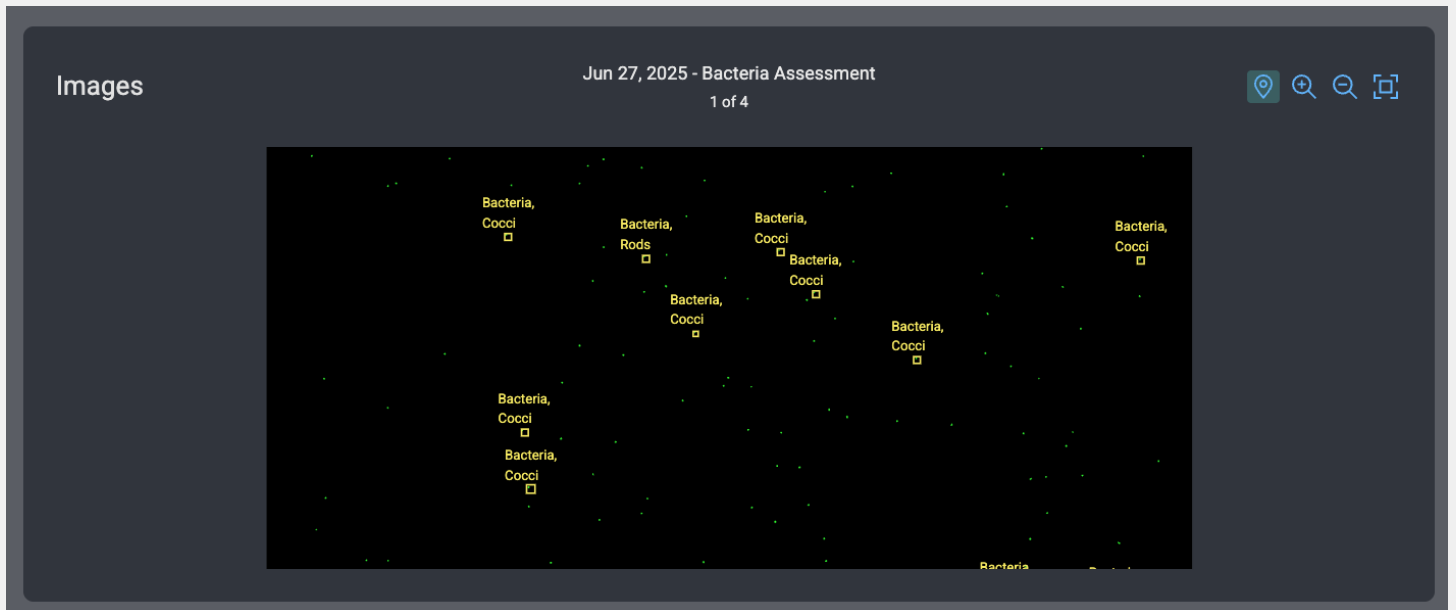 Images
Jun 27, 2025 - Bacteria Assessment
1 of 4
Bacteria,
Cocci
Bacteria,
Rods
Bacteria,
Cocci
Bacteria,
Cocci
Bacteria,
Cocci
Bacteria,
Cocci
Bacteria,
Cocci
Bacteria,
Cocci
Bacteria,
Cocci
Bacteria